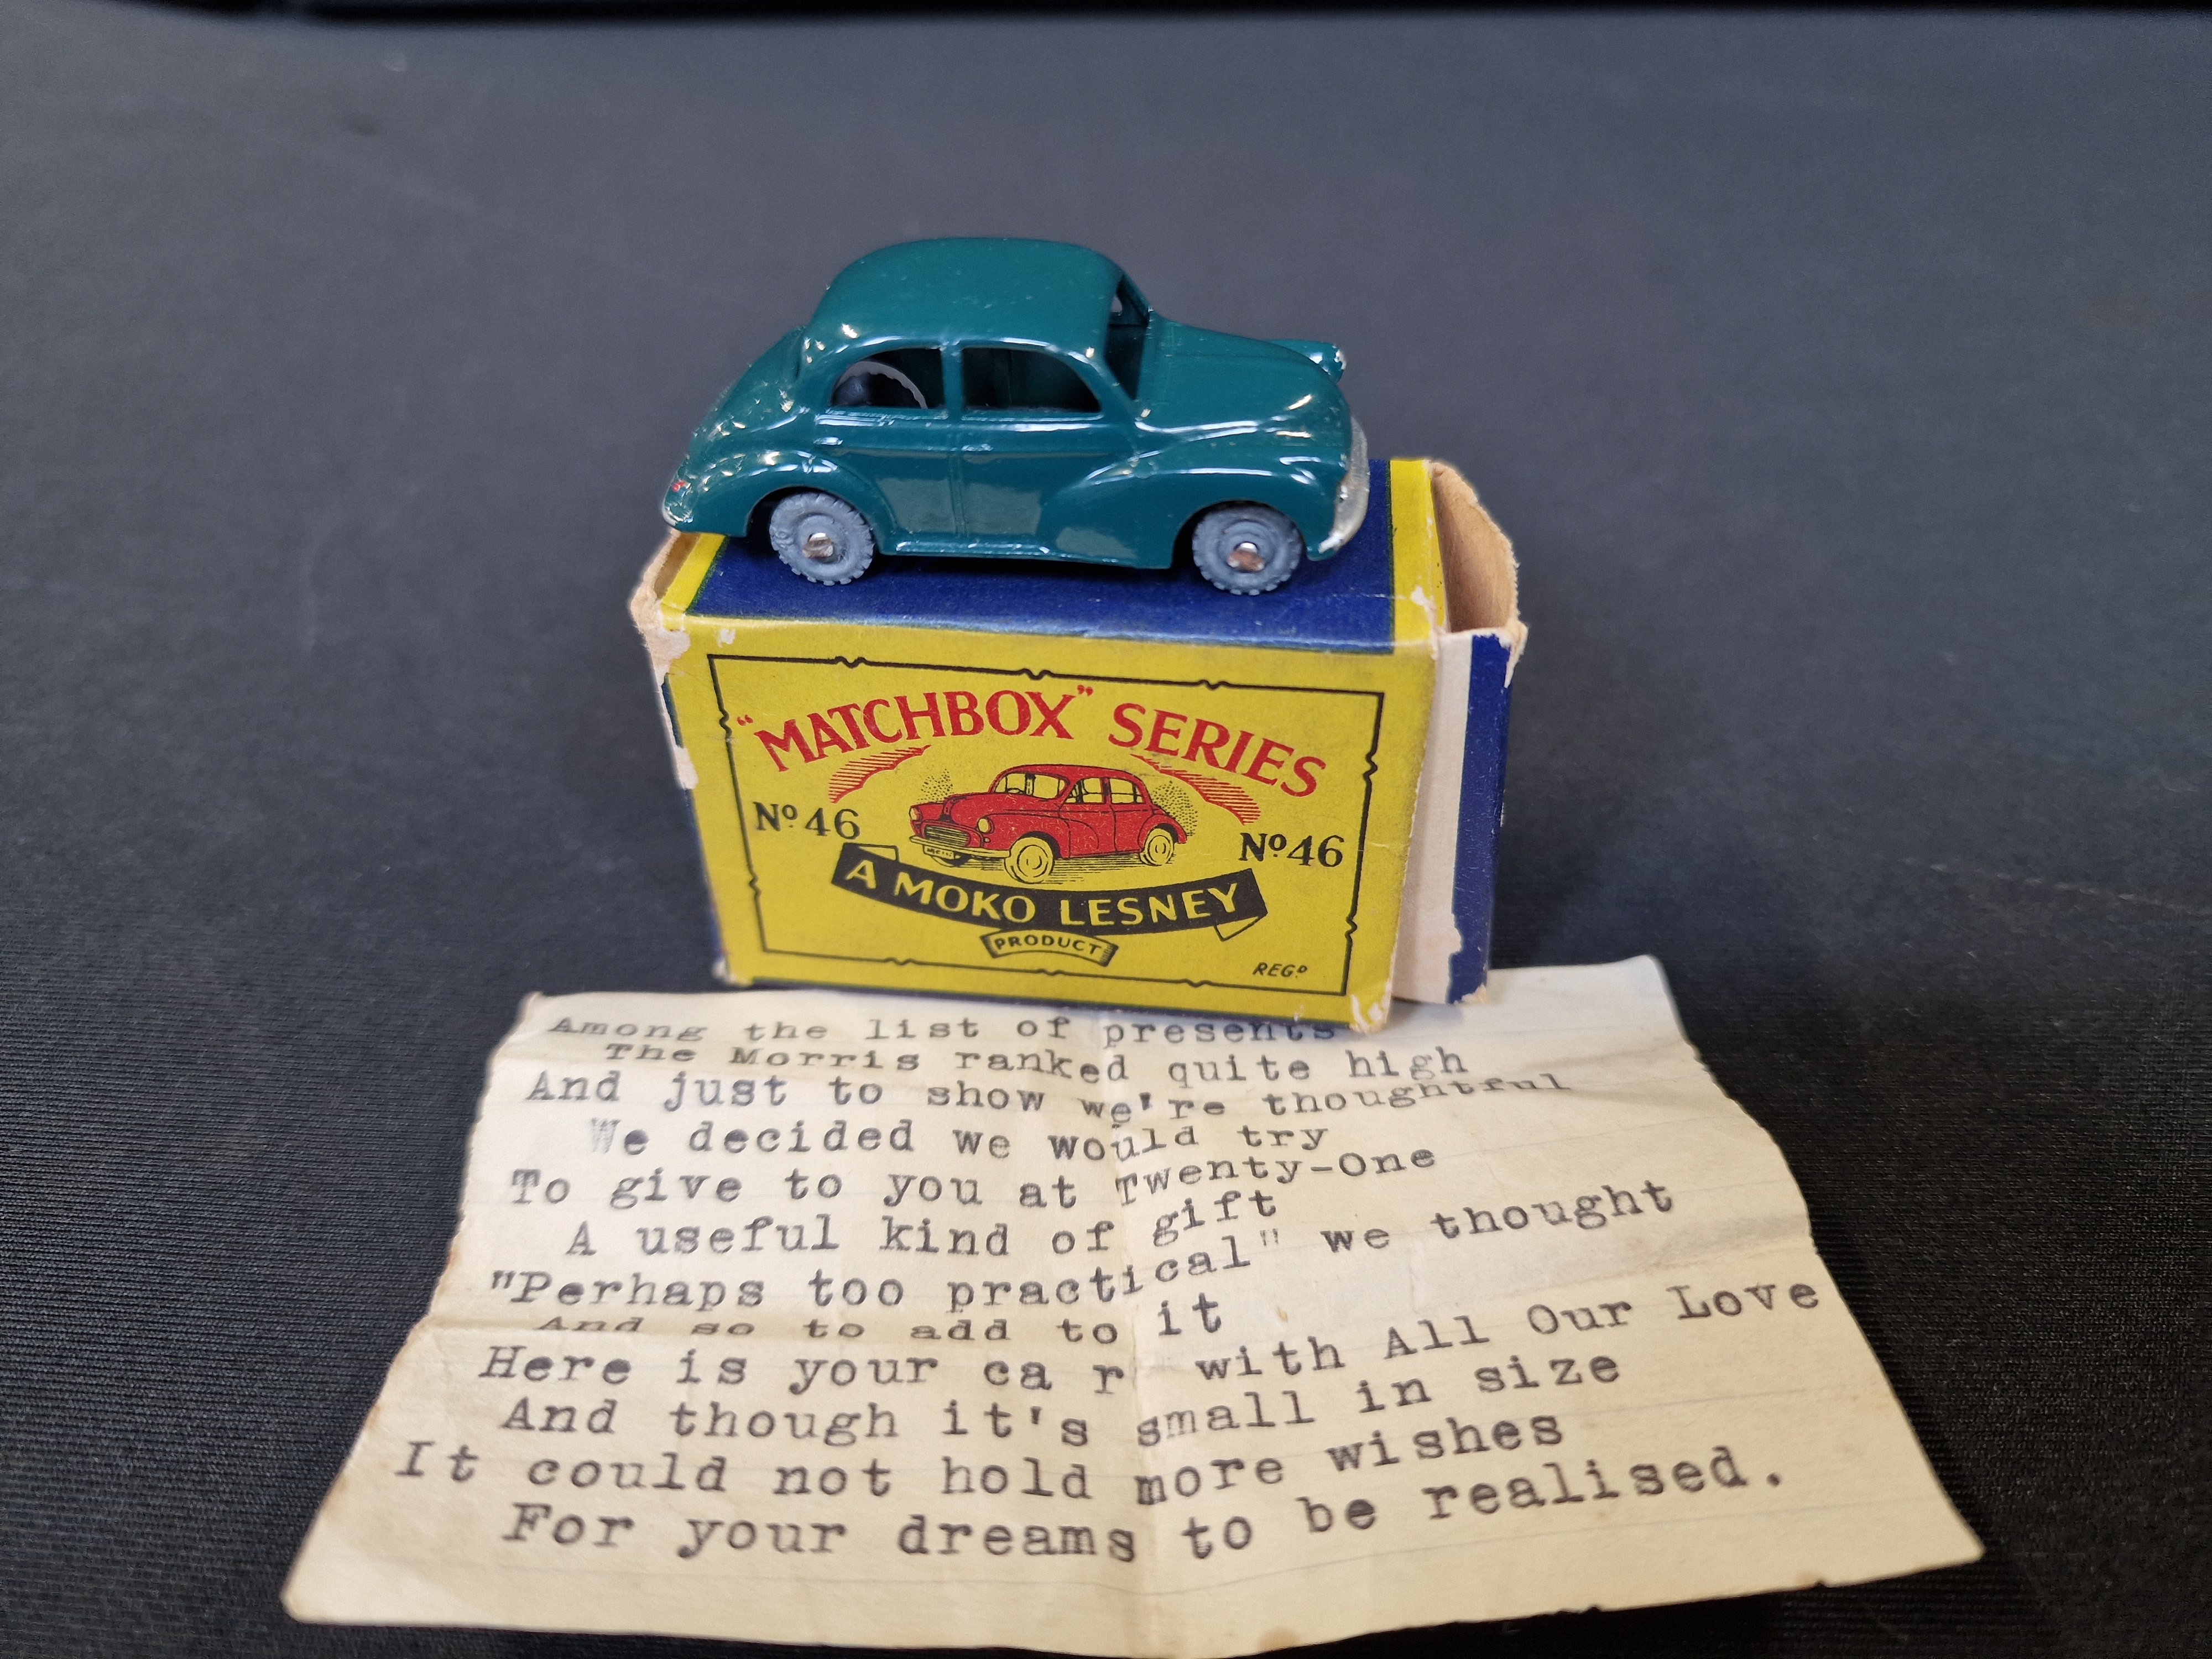 "MATCHBOX" SERIES
Nº 46
Nº 46
A MOKO LESNEY
PRODUCT
REGD
Among the list of presents
The Morris ranked quite high
And just to show we're thoughtful
We decided we would try
To give to you at Twenty-One
A useful kind of gift
"Perhaps too practical" we thought
And so to add to it
Here is your ca r with All Our Love
And though it's small in size
It could not hold more wishes
For your dreams to be realised.